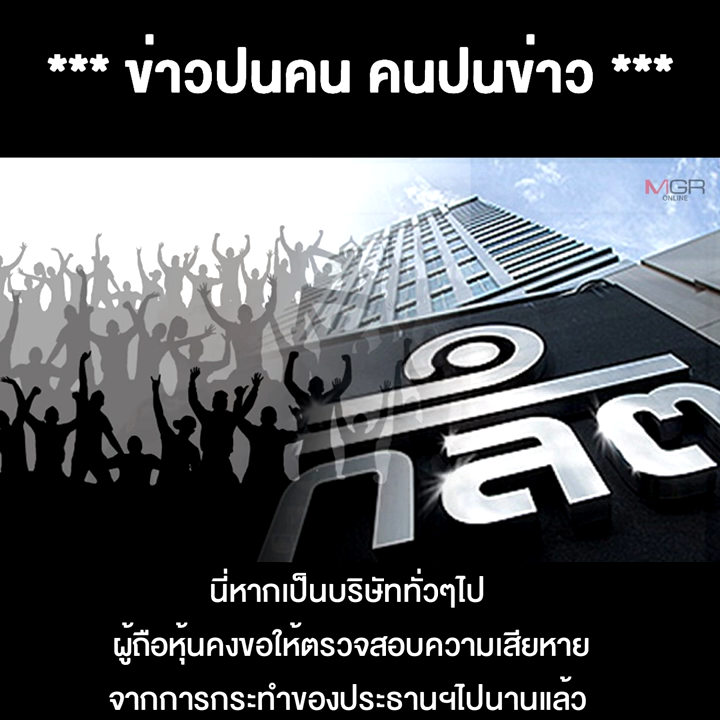 *** ข่าวปนคน คนปนข่าว ***
MGR
ONLINE
ก.ล.ต
นี่หากเป็นบริษัททั่วๆไป
ผู้ถือหุ้นคงขอให้ตรวจสอบความเสียหาย
จากการกระทำของประธานฯไปนานแล้ว